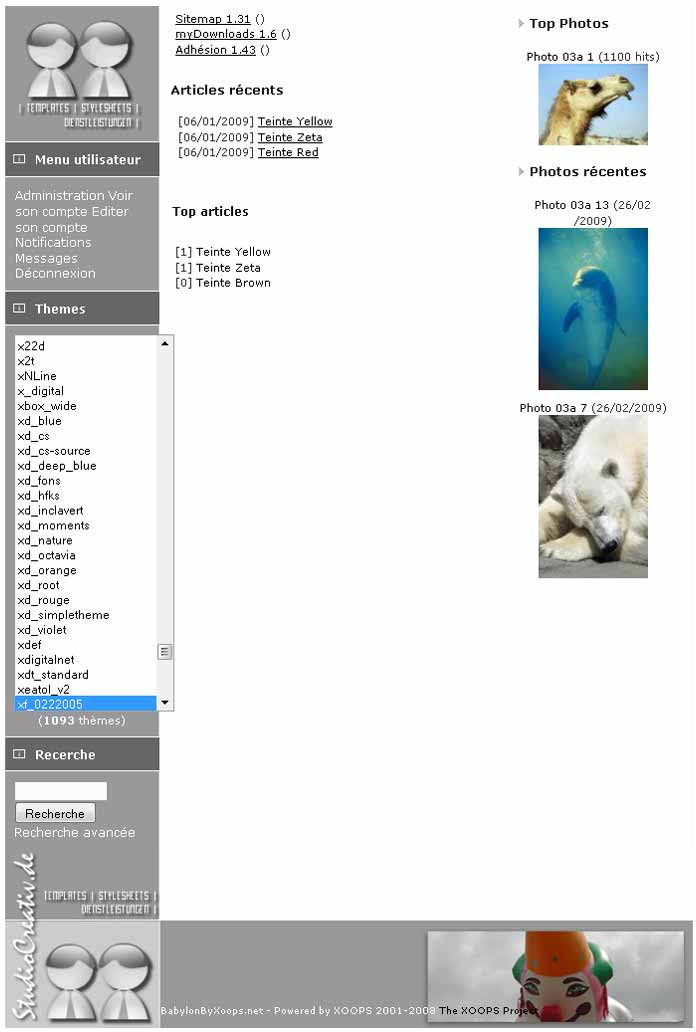 | TEMPLATES | STYLESHEETS |
DIENSTLEISTUNGEN |
Menu utilisateur
Administration Voir
son compte Editer
son compte
Notifications
Messages
Déconnexion
Themes
x22d
x2t
xNLine
x_digital
xbox_wide
xd_blue
xd_cs
xd_cs-source
xd_deep_blue
xd_fons
xd_hfks
xd_inclavert
xd_moments
xd_nature
xd_octavia
xd_orange
xd_root
xd_rouge
xd_simpletheme
xd_violet
xdef
xdigitalnet
xdt_standard
xeatol_v2
xf_0222005
(1093 thèmes)
Recerche
Recherche
Recherche avancée
StudioCreativ.de
TEMPLATES | STYLESHEETS |
DIENSTLEISTUNGEN |
Sitemap 1.31 ()
myDownloads 1.6 ()
Adhésion 1.43 ()
Articles récents
[06/01/2009] Teinte Yellow
[06/01/2009] Teinte Zeta
[06/01/2009] Teinte Red
Top articles
[1] Teinte Yellow
[1] Teinte Zeta
[0] Teinte Brown
Top Photos
Photo 03a 1 (1100 hits)
Photos récentes
Photo 03a 13 (26/02
/2009)
Photo 03a 7 (26/02/2009)
BabylonByXoops.net - Powered by XOOPS 2001-2008 The XOOPS Project